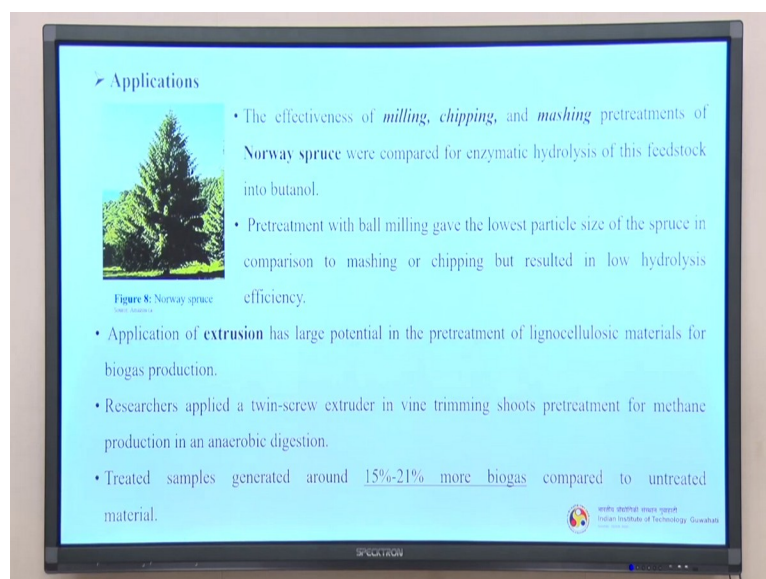 ➢ Applications
• The effectiveness of milling, chipping, and mashing pretreatments of
Norway spruce were compared for enzymatic hydrolysis of this feedstock
into butanol.
• Pretreatment with ball milling gave the lowest particle size of the spruce in
comparison to mashing or chipping but resulted in low hydrolysis
efficiency.
Figure 8: Norway spruce
• Application of extrusion has large potential in the pretreatment of lignocellulosic materials for
biogas production.
• Researchers applied a twin-screw extruder in vine trimming shoots pretreatment for methane
production in an anaerobic digestion.
• Treated samples generated around 15%-21% more biogas compared to untreated
material.
भारतीय प्रौद्योगिकी संस्थान गुवाहाटी
Indian Institute of Technology Guwahati
SPECKTRON